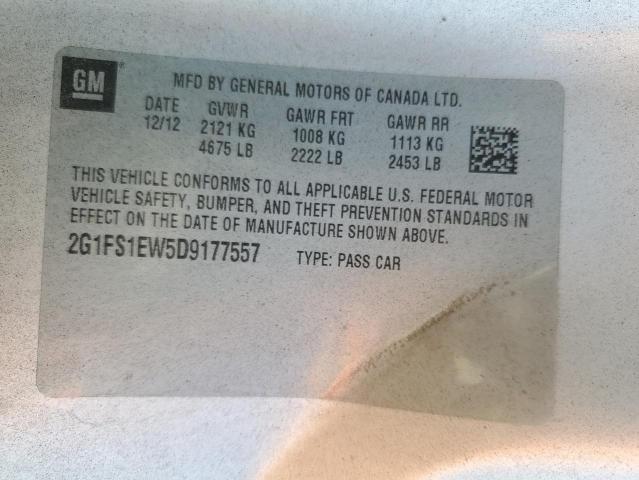 GM
MFD BY GENERAL MOTORS OF CANADA LTD.
DATE GVWR GAWR FRT GAWR RR
12/12 2121 KG 1008 KG 1113 KG
4675 LB 2222 LB 2453 LB
THIS VEHICLE CONFORMS TO ALL APPLICABLE U.S. FEDERAL MOTOR
VEHICLE SAFETY, BUMPER, AND THEFT PREVENTION STANDARDS IN
EFFECT ON THE DATE OF MANUFACTURE SHOWN ABOVE.
2G1FS1EW5D9177557 TYPE: PASS CAR